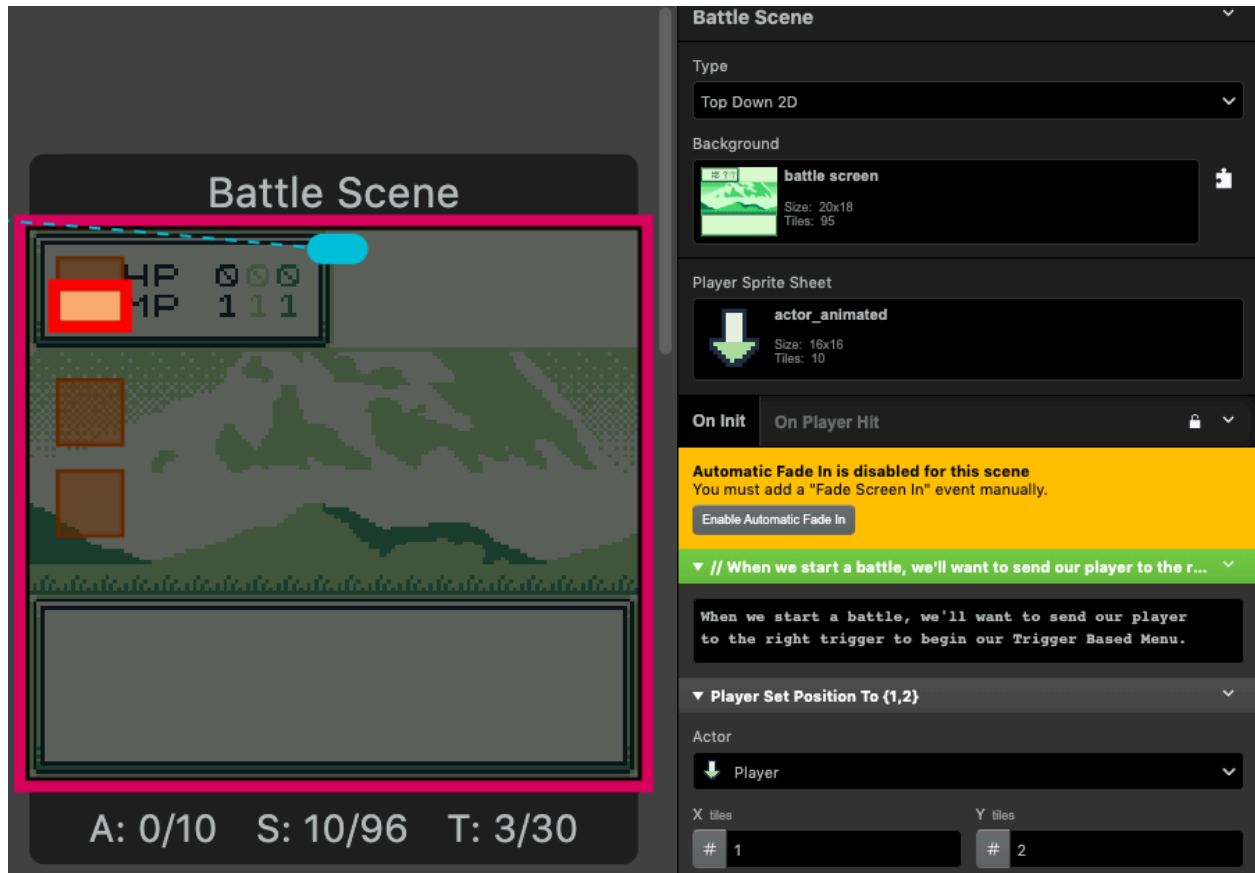 Battle Scene
HP 000
MP 111
A: 0/10 S: 10/96 T: 3/30
Battle Scene
Type
Top Down 2D
Background
battle screen
Size: 20x18
Tiles: 95
Player Sprite Sheet
actor_animated
Size: 16x16
Tiles: 10
On Init On Player Hit
Automatic Fade In is disabled for this scene
You must add a "Fade Screen In" event manually.
Enable Automatic Fade In
// When we start a battle, we'll want to send our player to the r...
When we start a battle, we'll want to send our player
to the right trigger to begin our Trigger Based Menu.
Player Set Position To {1,2}
Actor
Player
X tiles Y tiles
# 1 # 2